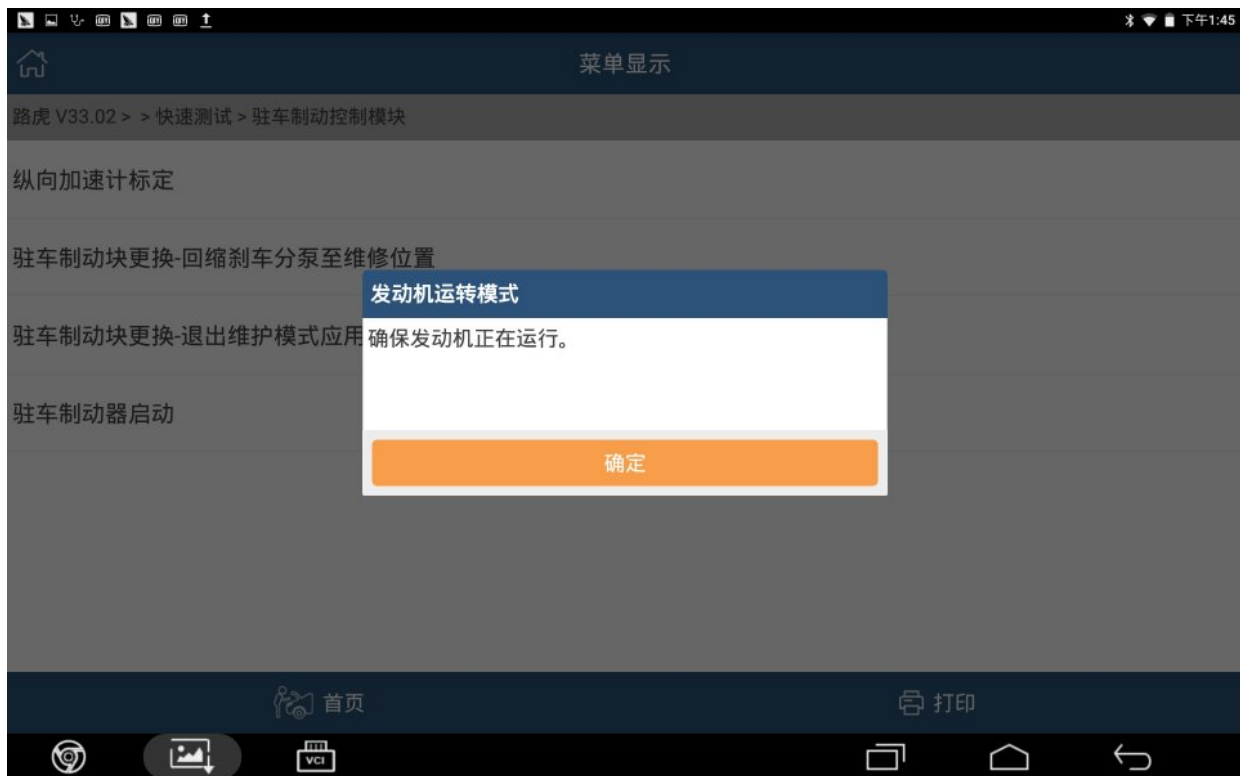 下午1:45
菜单显示
路虎 V33.02 > > 快速测试 > 驻车制动控制模块
纵向加速计标定
驻车制动块更换-回缩刹车分泵至维修位置
驻车制动块更换-退出维护模式应用
驻车制动器启动
发动机运转模式
确保发动机正在运行。
确定
首页
打印
VCI